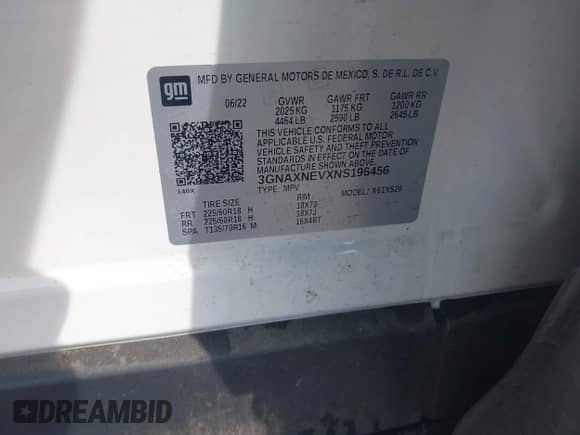 gm
MFD BY GENERAL MOTORS DE MEXICO, S. DE R.L. DE C.V.
06/22 GVWR GAWR FRT GAWR RR
2025 KG 1175 KG 1200 KG
4464 LB 2590 LB 2645 LB
THIS VEHICLE CONFORMS TO ALL
APPLICABLE U.S. FEDERAL MOTOR
VEHICLE SAFETY AND THEFT PREVENTION
STANDARDS IN EFFECT ON THE DATE OF
MANUFACTURE SHOWN ABOVE.
3GNAXNEVXNS196456
TYPE: MPV MODEL: X61XS26
140X
TIRE SIZE RIM
FRT 225/60R18 H 18X7J
RR 225/60R18 H 18X7J
SPA T135/70R16 M 16X4BT
DREAMBID